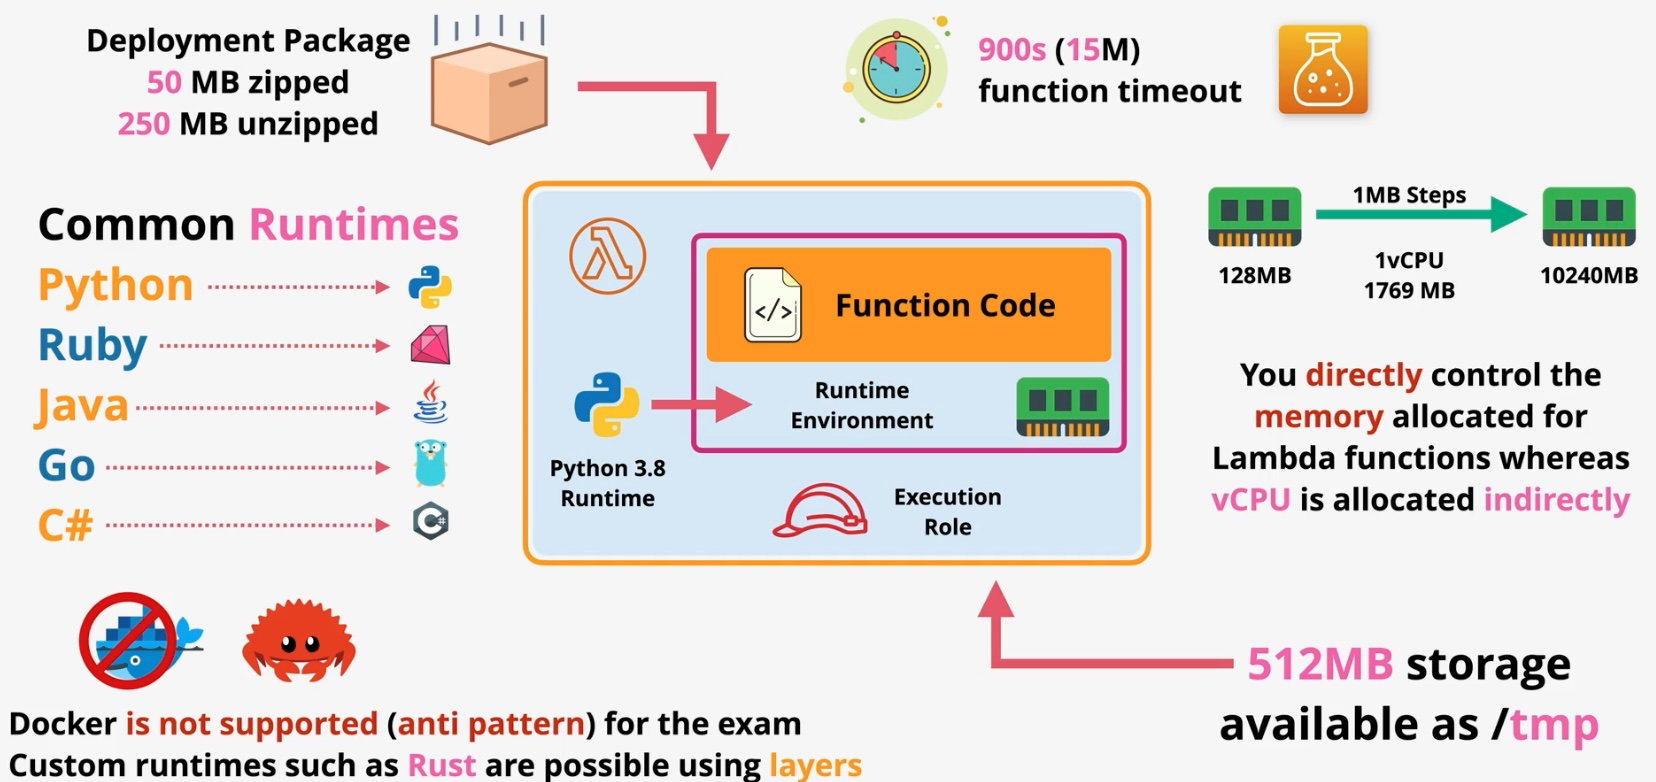 Deployment Package
50 MB zipped
250 MB unzipped
900s (15M)
function timeout
Common Runtimes
Python
Ruby
Java
Go
C#
Function Code
</>
Runtime
Environment
Python 3.8
Runtime
Execution
Role
1MB Steps
128MB
1vCPU
1769 MB
10240MB
You directly control the
memory allocated for
Lambda functions whereas
vCPU is allocated indirectly
512MB storage
available as /tmp
Docker is not supported (anti pattern) for the exam
Custom runtimes such as Rust are possible using layers